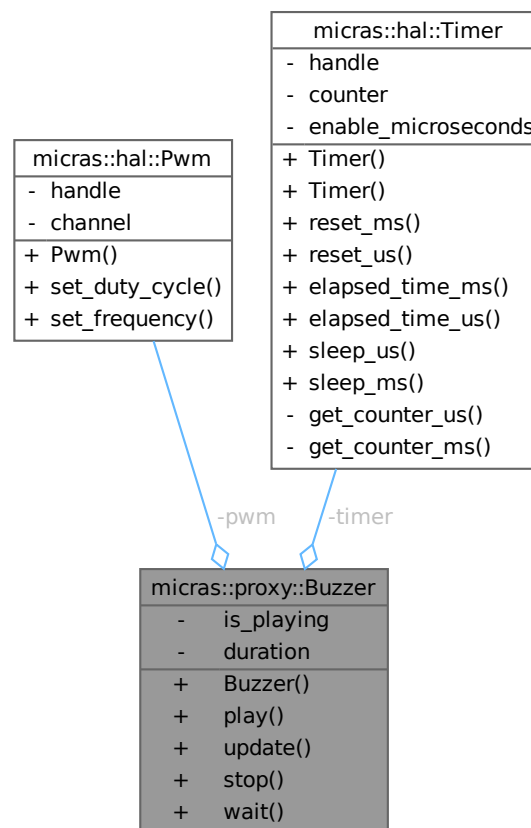 micras::hal::Timer
- handle
- counter
- enable_microseconds
+ Timer()
+ Timer()
+ reset_ms()
+ reset_us()
+ elapsed_time_ms()
+ elapsed_time_us()
+ sleep_us()
+ sleep_ms()
- get_counter_us()
- get_counter_ms()
micras::hal::Pwm
- handle
- channel
+ Pwm()
+ set_duty_cycle()
+ set_frequency()
-pwm
-timer
micras::proxy::Buzzer
- is_playing
- duration
+ Buzzer()
+ play()
+ update()
+ stop()
+ wait()